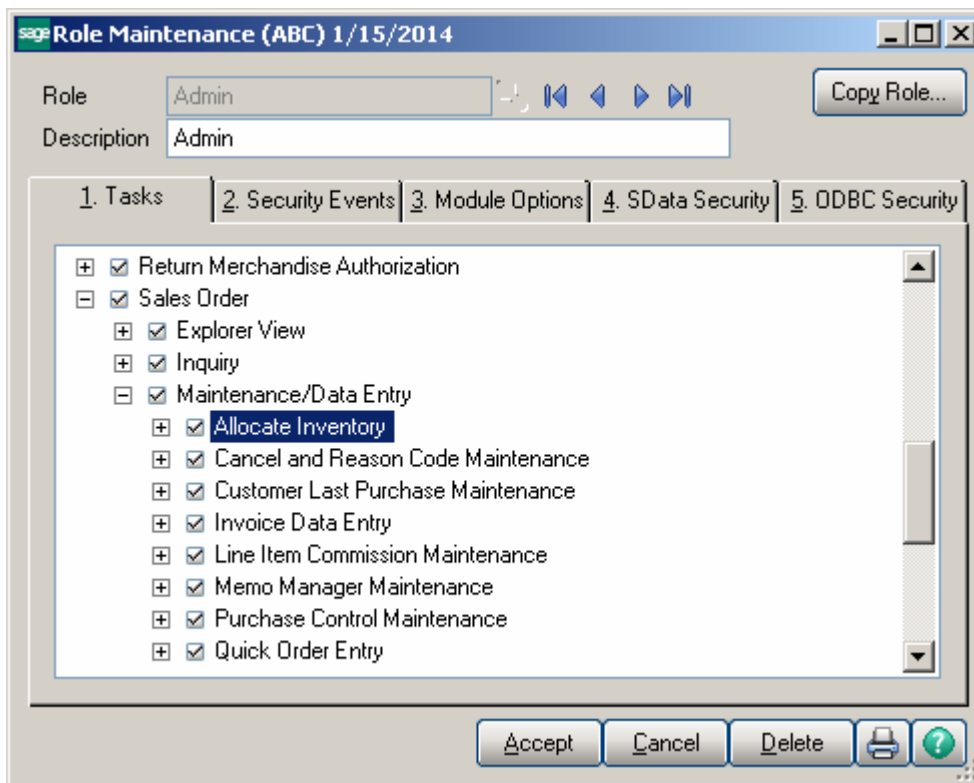 sage Role Maintenance (ABC) 1/15/2014
Role Admin Copy Role...
Description Admin
1. Tasks 2. Security Events 3. Module Options 4. SData Security 5. ODBC Security
Return Merchandise Authorization
Sales Order
Explorer View
Inquiry
Maintenance/Data Entry
Allocate Inventory
Cancel and Reason Code Maintenance
Customer Last Purchase Maintenance
Invoice Data Entry
Line Item Commission Maintenance
Memo Manager Maintenance
Purchase Control Maintenance
Quick Order Entry
Accept Cancel Delete ?